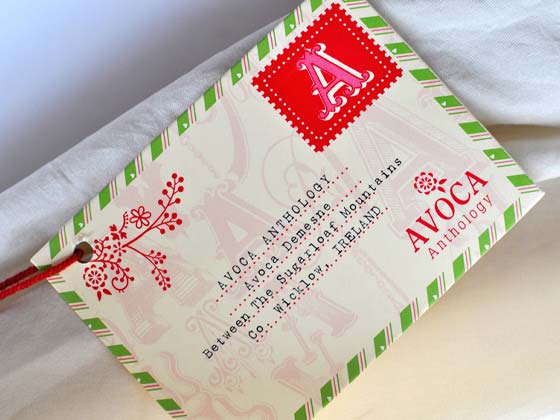 A
AVOCA ANTHOLOGY
Avoca Demesne
Between The Sugarloaf Mountains
Co. Wicklow, IRELAND.
AVOCA
Anthology